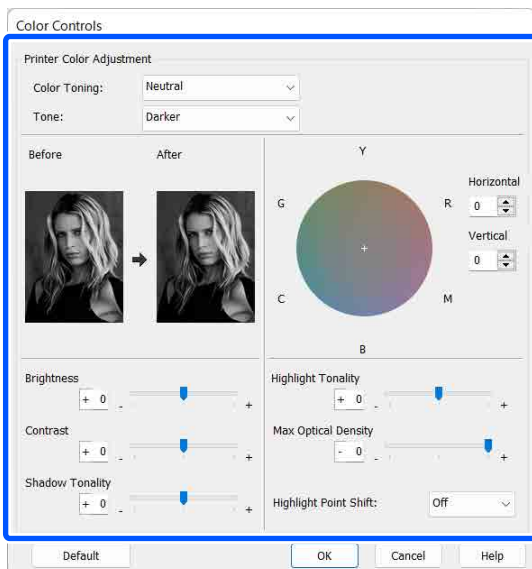 Color Controls
Printer Color Adjustment
Color Toning: Neutral
Tone: Darker
Before After
Y
G R
C M
B
Horizontal
0
Vertical
0
Brightness
+ 0 - +
Contrast
+ 0 - +
Shadow Tonality
+ 0 - +
Highlight Tonality
+ 0 - +
Max Optical Density
- 0 - +
Highlight Point Shift: Off
Default OK Cancel Help